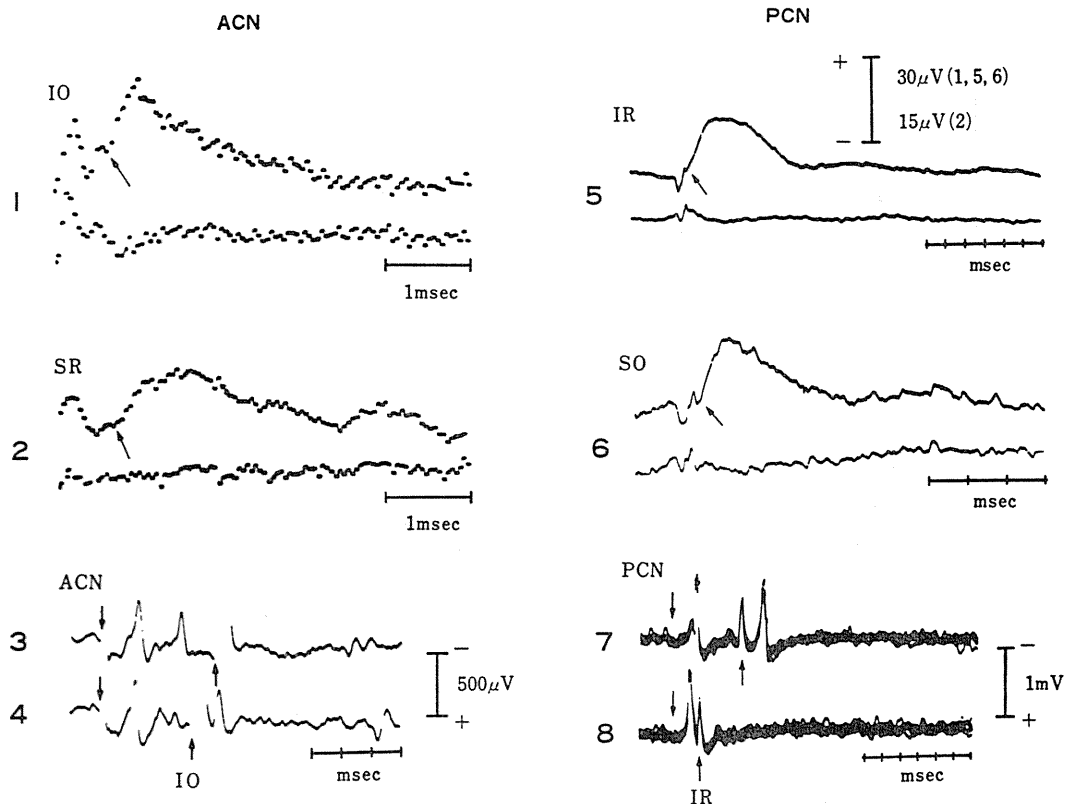 ACN
PCN
IO
1
1msec
+
30μV(1, 5, 6)
15μV(2)
−
IR
5
msec
SR
2
1msec
SO
6
msec
ACN
3
−
500μV
4
+
IO
msec
PCN
7
−
1mV
8
+
IR
msec